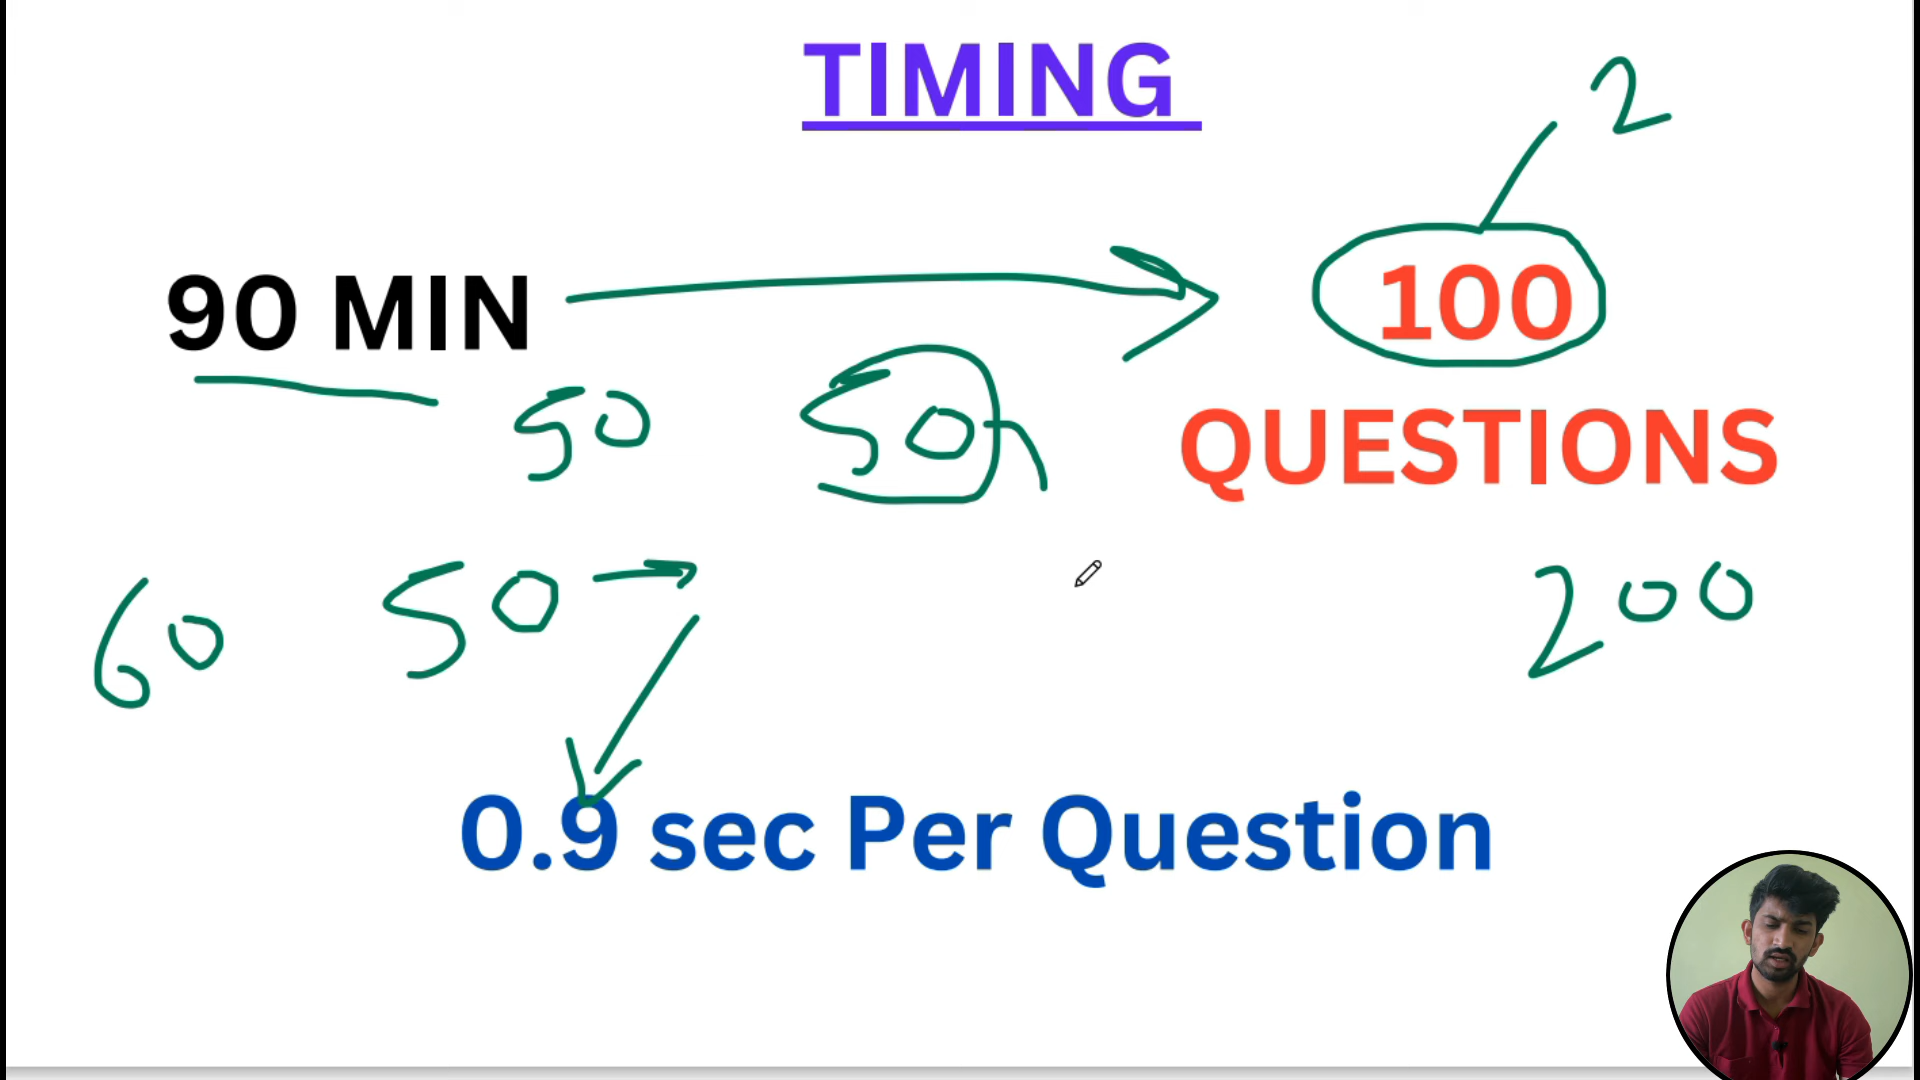 TIMING
2
90 MIN
100
50 50
QUESTIONS
60 50
200
0.9 sec Per Question